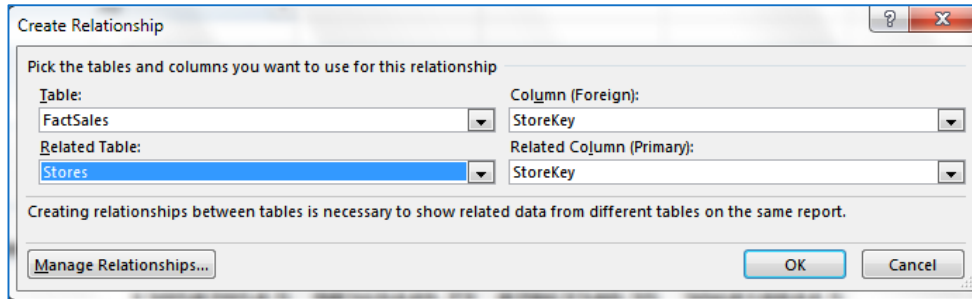 Create Relationship
Pick the tables and columns you want to use for this relationship
Table:
Column (Foreign):
FactSales
StoreKey
Related Table:
Related Column (Primary):
Stores
StoreKey
Creating relationships between tables is necessary to show related data from different tables on the same report.
Manage Relationships...
OK
Cancel